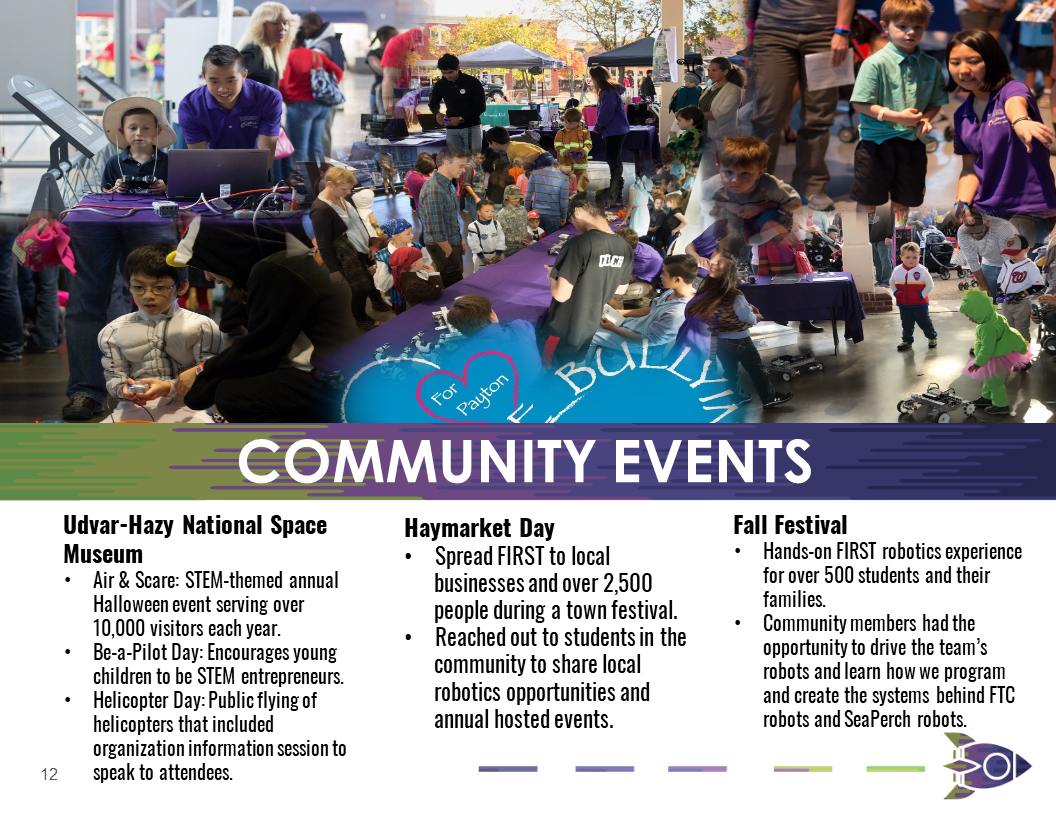 For
Payton
BULLYIN
COMMUNITY EVENTS
Udvar-Hazy National Space
Museum
• Air & Scare: STEM-themed annual
Halloween event serving over
10,000 visitors each year.
• Be-a-Pilot Day: Encourages young
children to be STEM entrepreneurs.
• Helicopter Day: Public flying of
helicopters that included
organization information session to
speak to attendees.
Haymarket Day
• Spread FIRST to local
businesses and over 2,500
people during a town festival.
• Reached out to students in the
community to share local
robotics opportunities and
annual hosted events.
Fall Festival
• Hands-on FIRST robotics experience
for over 500 students and their
families.
• Community members had the
opportunity to drive the team’s
robots and learn how we program
and create the systems behind FTC
robots and SeaPerch robots.
12